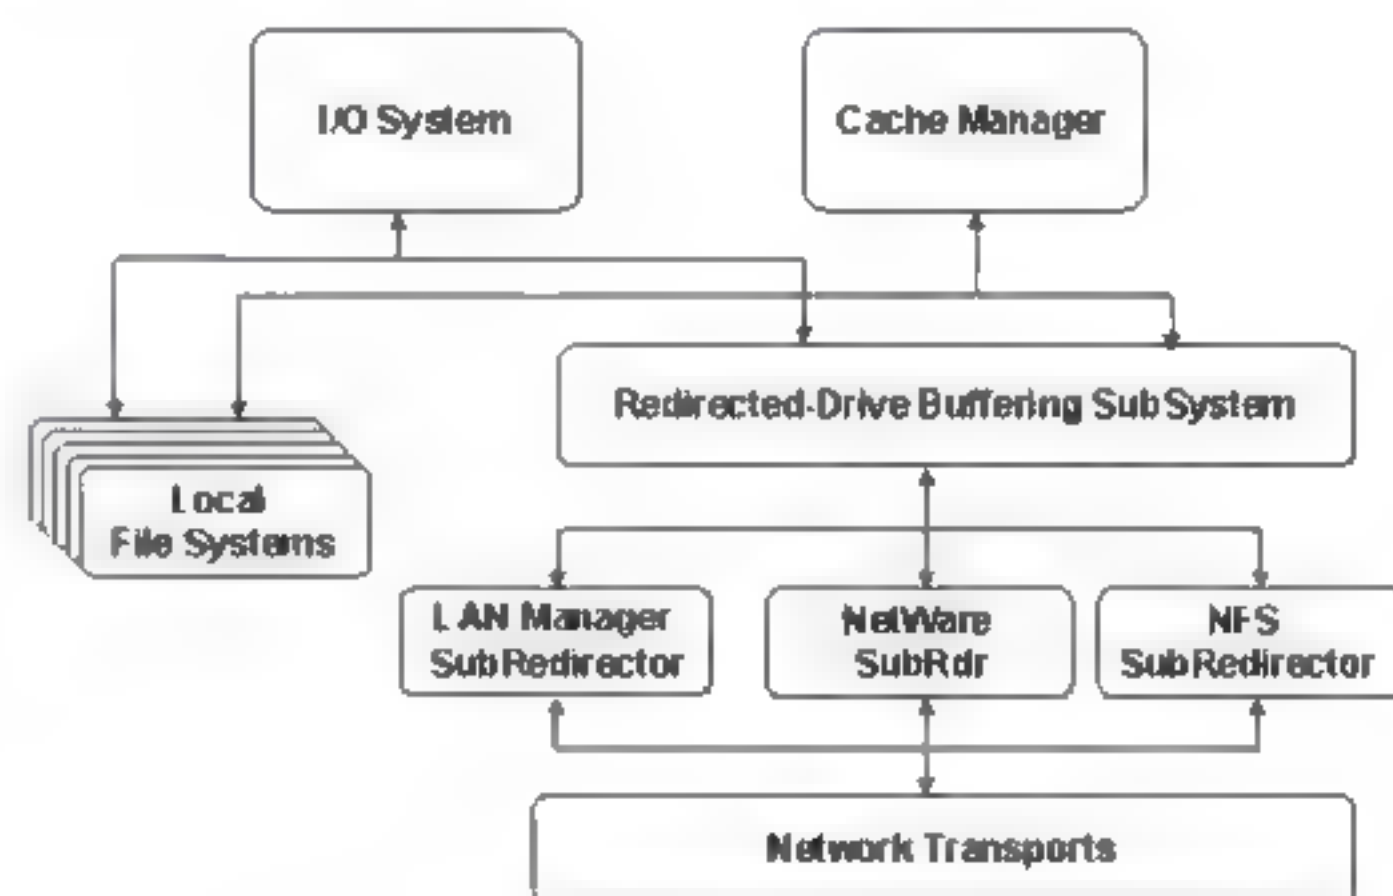 I/O System
Cache Manager
Redirected-Drive Buffering SubSystem
Local
File Systems
LAN Manager
SubRedirector
NetWare
SubRdr
NFS
SubRedirector
Network Transports